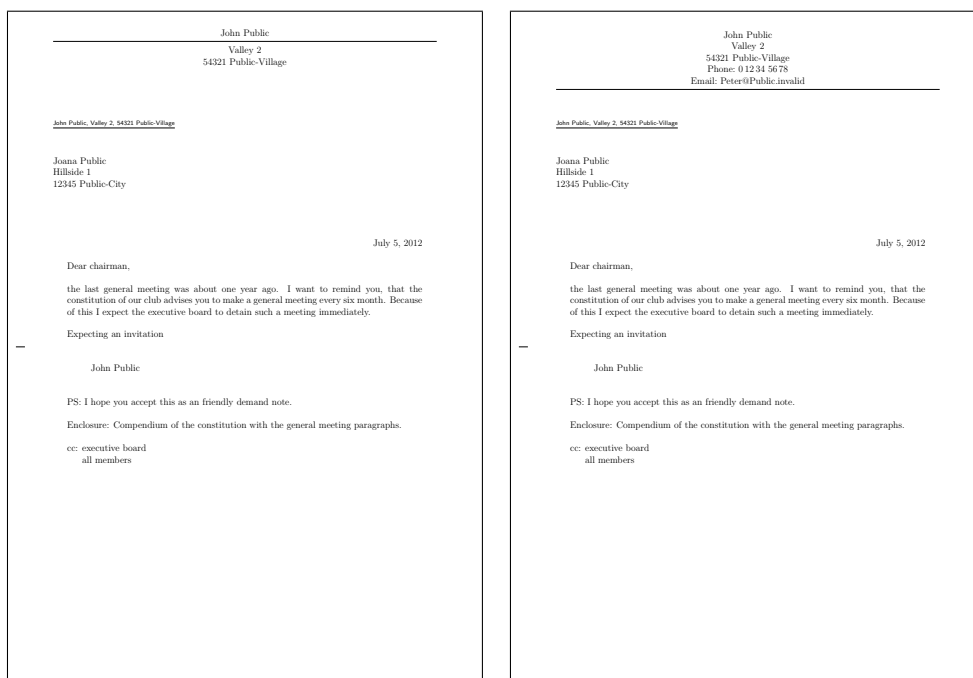 John Public
Valley 2
54321 Public-Village
John Public, Valley 2, 54321 Public-Village
Joana Public
Hillside 1
12345 Public-City
July 5, 2012
Dear chairman,
the last general meeting was about one year ago. I want to remind you, that the
constitution of our club advises you to make a general meeting every six month. Because
of this I expect the executive board to detain such a meeting immediately.
Expecting an invitation
John Public
PS: I hope you accept this as an friendly demand note.
Enclosure: Compendium of the constitution with the general meeting paragraphs.
cc: executive board
all members
John Public
Valley 2
54321 Public-Village
Phone: 0 12 34 56 78
Email: Peter@Public.invalid
John Public, Valley 2, 54321 Public-Village
Joana Public
Hillside 1
12345 Public-City
July 5, 2012
Dear chairman,
the last general meeting was about one year ago. I want to remind you, that the
constitution of our club advises you to make a general meeting every six month. Because
of this I expect the executive board to detain such a meeting immediately.
Expecting an invitation
John Public
PS: I hope you accept this as an friendly demand note.
Enclosure: Compendium of the constitution with the general meeting paragraphs.
cc: executive board
all members